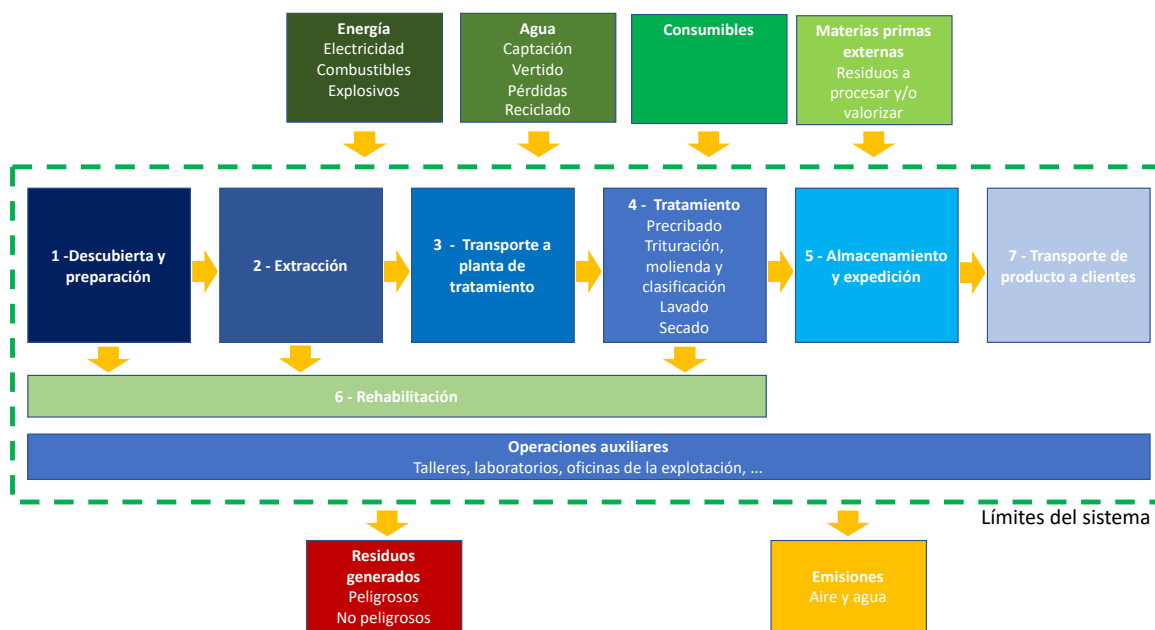 Energía
Electricidad
Combustibles
Explosivos
Agua
Captación
Vertido
Pérdidas
Reciclado
Consumibles
Materias primas
externas
Residuos a
procesar y/o
valorizar
1 -Descubierta y
preparación
2 - Extracción
3 - Transporte a
planta de
tratamiento
4 - Tratamiento
Precribado
Trituración,
molienda y
clasificación
Lavado
Secado
5 - Almacenamiento
y expedición
7 - Transporte de
producto a clientes
6 - Rehabilitación
Operaciones auxiliares
Talleres, laboratorios, oficinas de la explotación, ...
Límites del sistema
Residuos
generados
Peligrosos
No peligrosos
Emisiones
Aire y agua